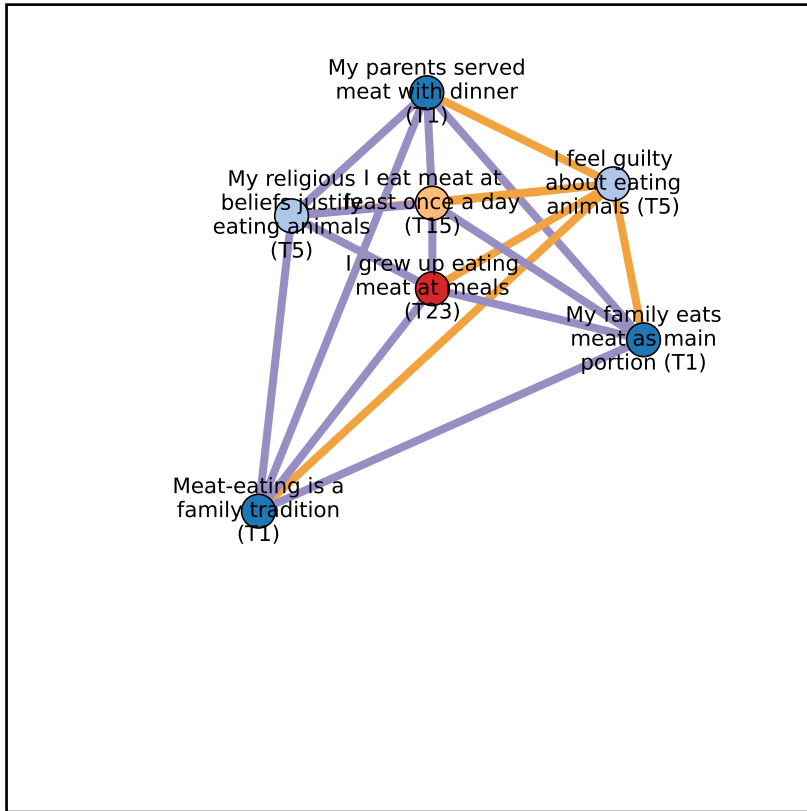 My parents served
meat with dinner
(T1)
I feel guilty
about eating
animals (T5)
My religious
beliefs justify
eating animals
(T5)
I eat meat at
least once a day
(T15)
I grew up eating
meat at meals
(T23)
My family eats
meat as main
portion (T1)
Meat-eating is a
family tradition
(T1)